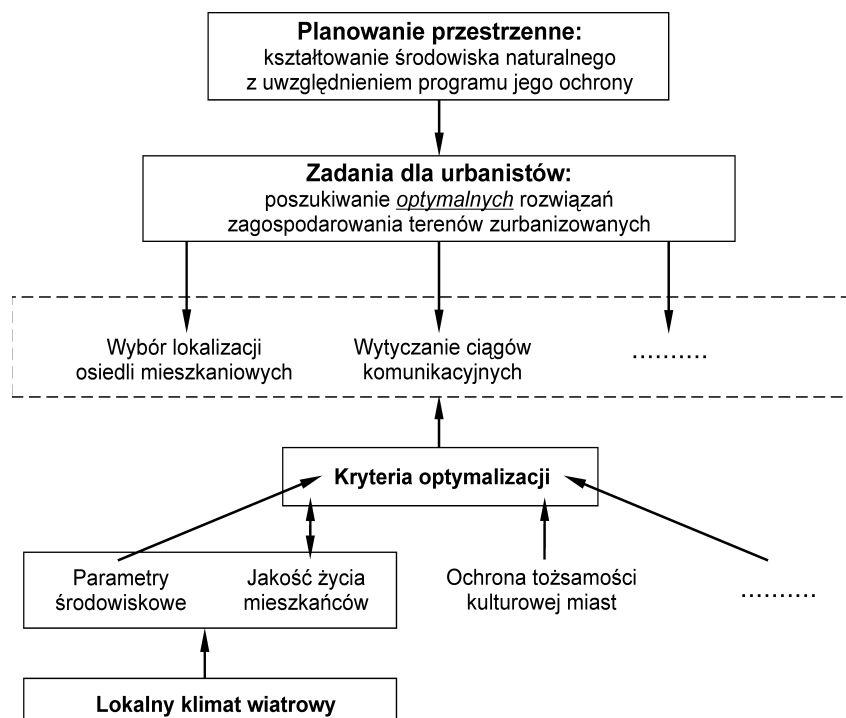 Planowanie przestrzenne:
kształtowanie środowiska naturalnego
z uwzględnieniem programu jego ochrony
Zadania dla urbanistów:
poszukiwanie optymalnych rozwiązań
zagospodarowania terenów zurbanizowanych
Wybór lokalizacji
osiedli mieszkaniowych
Wytyczanie ciągów
komunikacyjnych
..........
Kryteria optymalizacji
Parametry
środowiskowe
Jakość życia
mieszkańców
Ochrona tożsamości
kulturowej miast
..........
Lokalny klimat wiatrowy